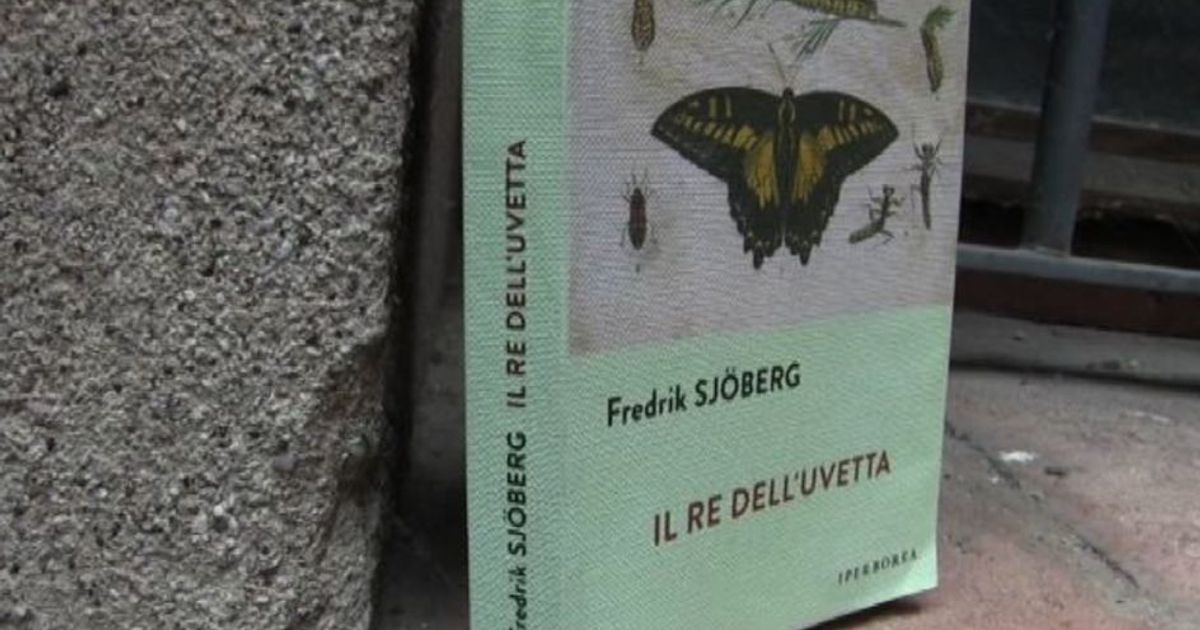 Fredrik SJÖBERG IL RE DELL'UVETTA
Fredrik SJÖBERG
IL RE DELL'UVETTA
IPERBOREA